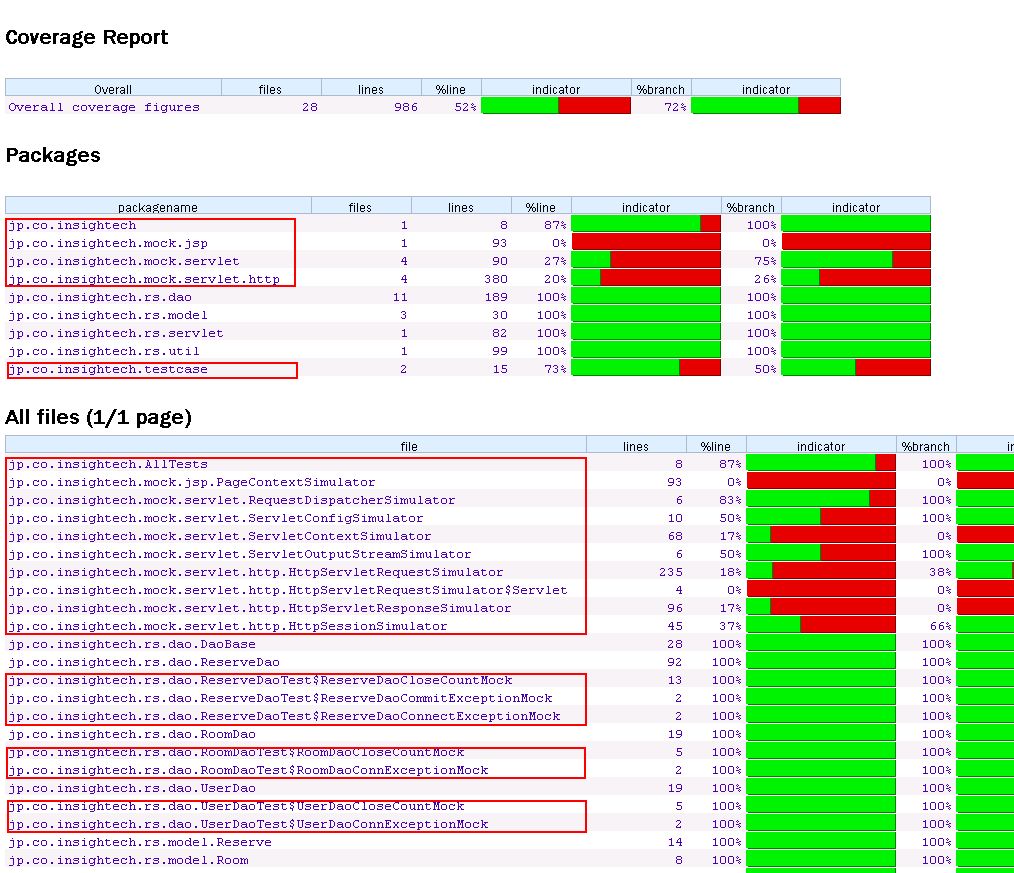 Coverage Report
Overall files lines %line indicator %branch indicator
Overall coverage figures 28 986 52% 72%
Packages
packagename files lines %line indicator %branch indicator
jp.co.insightech 1 8 87% 100%
jp.co.insightech.mock.jsp 1 93 0% 0%
jp.co.insightech.mock.servlet 4 90 27% 75%
jp.co.insightech.mock.servlet.http 4 380 20% 26%
jp.co.insightech.rs.dao 11 189 100% 100%
jp.co.insightech.rs.model 3 30 100% 100%
jp.co.insightech.rs.servlet 1 82 100% 100%
jp.co.insightech.rs.util 1 99 100% 100%
jp.co.insightech.testcase 2 15 73% 50%
All files (1/1 page)
file lines %line indicator %branch
jp.co.insightech.AllTests 8 87% 100%
jp.co.insightech.mock.jsp.PageContextSimulator 93 0% 0%
jp.co.insightech.mock.servlet.RequestDispatcherSimulator 6 83% 100%
jp.co.insightech.mock.servlet.ServletConfigSimulator 10 50% 100%
jp.co.insightech.mock.servlet.ServletContextSimulator 68 17% 0%
jp.co.insightech.mock.servlet.ServletOutputStreamSimulator 6 50% 100%
jp.co.insightech.mock.servlet.http.HttpServletRequestSimulator 235 18% 38%
jp.co.insightech.mock.servlet.http.HttpServletRequestSimulator$Servlet 4 0% 0%
jp.co.insightech.mock.servlet.http.HttpServletResponseSimulator 96 17% 0%
jp.co.insightech.mock.servlet.http.HttpSessionSimulator 45 37% 66%
jp.co.insightech.rs.dao.DaoBase 28 100% 100%
jp.co.insightech.rs.dao.ReserveDao 92 100% 100%
jp.co.insightech.rs.dao.ReserveDaoTest$ReserveDaoCloseCountMock 13 100% 100%
jp.co.insightech.rs.dao.ReserveDaoTest$ReserveDaoCommitExceptionMock 2 100% 100%
jp.co.insightech.rs.dao.ReserveDaoTest$ReserveDaoConnectExceptionMock 2 100% 100%
jp.co.insightech.rs.dao.RoomDao 19 100% 100%
jp.co.insightech.rs.dao.RoomDaoTest$RoomDaoCloseCountMock 5 100% 100%
jp.co.insightech.rs.dao.RoomDaoTest$RoomDaoConnExceptionMock 2 100% 100%
jp.co.insightech.rs.dao.UserDao 19 100% 100%
jp.co.insightech.rs.dao.UserDaoTest$UserDaoCloseCountMock 5 100% 100%
jp.co.insightech.rs.dao.UserDaoTest$UserDaoConnExceptionMock 2 100% 100%
jp.co.insightech.rs.model.Reserve 14 100% 100%
jp.co.insightech.rs.model.Room 8 100% 100%